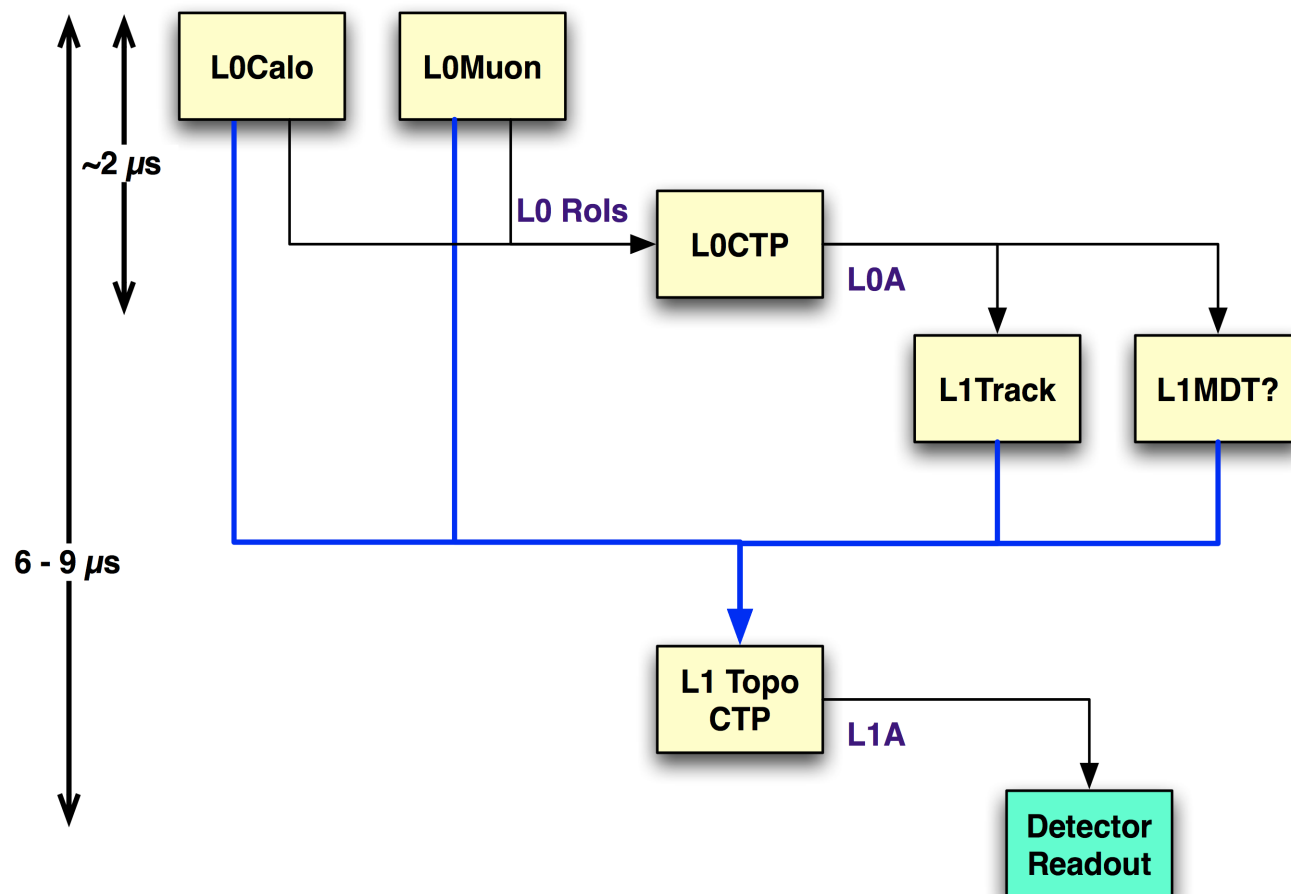 L0Calo
L0Muon
~2 µs
L0 RoIs
L0CTP
L0A
L1Track
L1MDT?
6 - 9 µs
L1 Topo
CTP
L1A
Detector
Readout